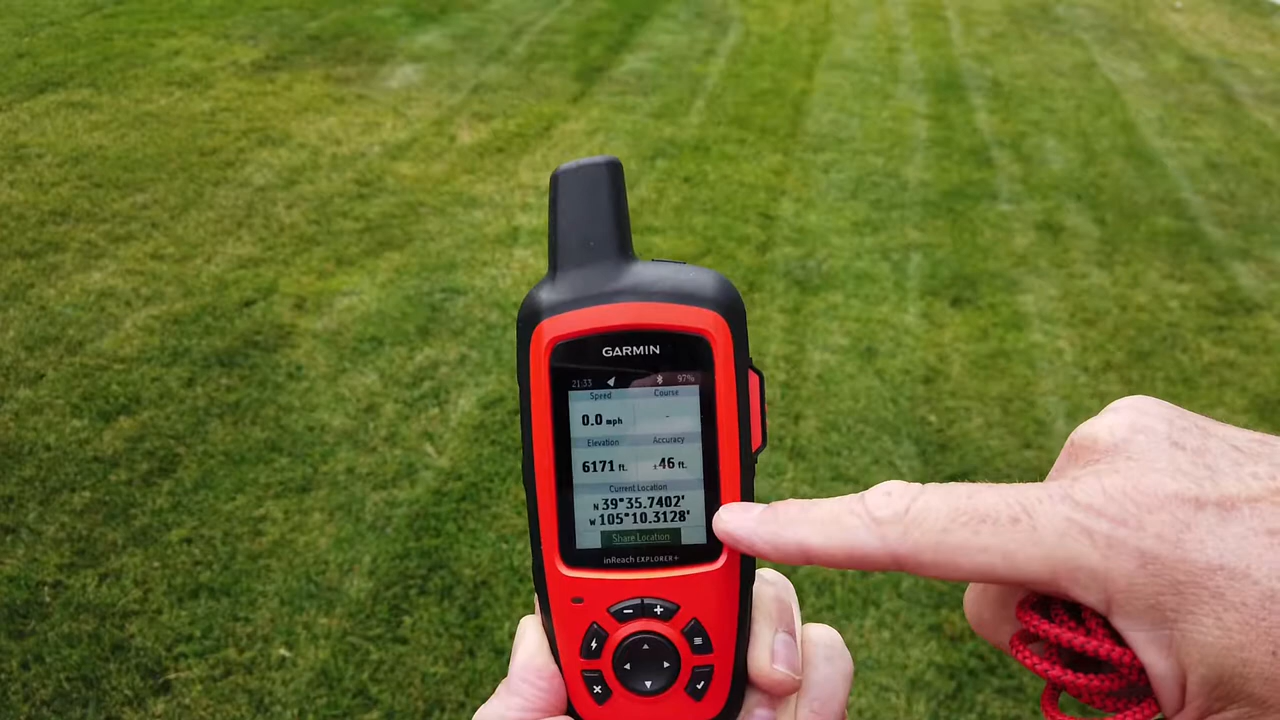 GARMIN
21:33 97%
Speed Course
0.0 mph -
Elevation Accuracy
6171 ft. ±46 ft.
Current Location
N 39°35.7402'
W 105°10.3128'
Share Location
inReach EXPLORER+